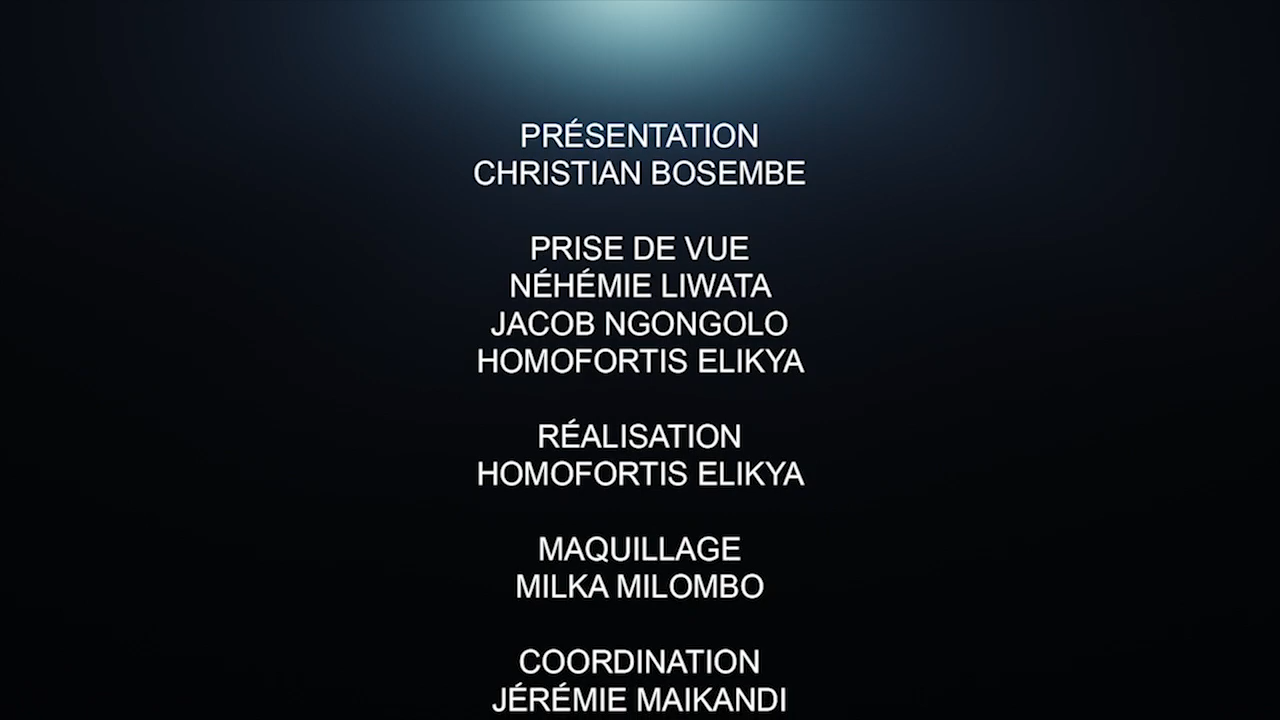 PRÉSENTATION
CHRISTIAN BOSEMBE
PRISE DE VUE
NÉHÉMIE LIWATA
JACOB NGONGOLO
HOMOFORTIS ELIKYA
RÉALISATION
HOMOFORTIS ELIKYA
MAQUILLAGE
MILKA MILOMBO
COORDINATION
JÉRÉMIE MAIKANDI